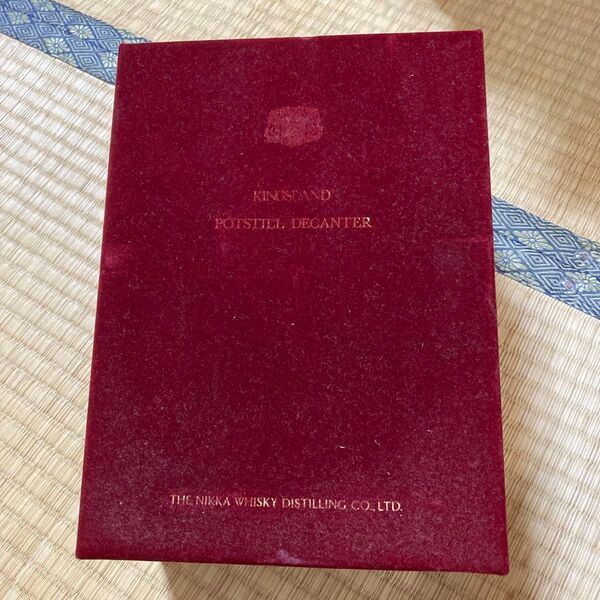 KINGSLAND
POTSTILL DECANTER
THE NIKKA WHISKY DISTILLING CO., LTD.